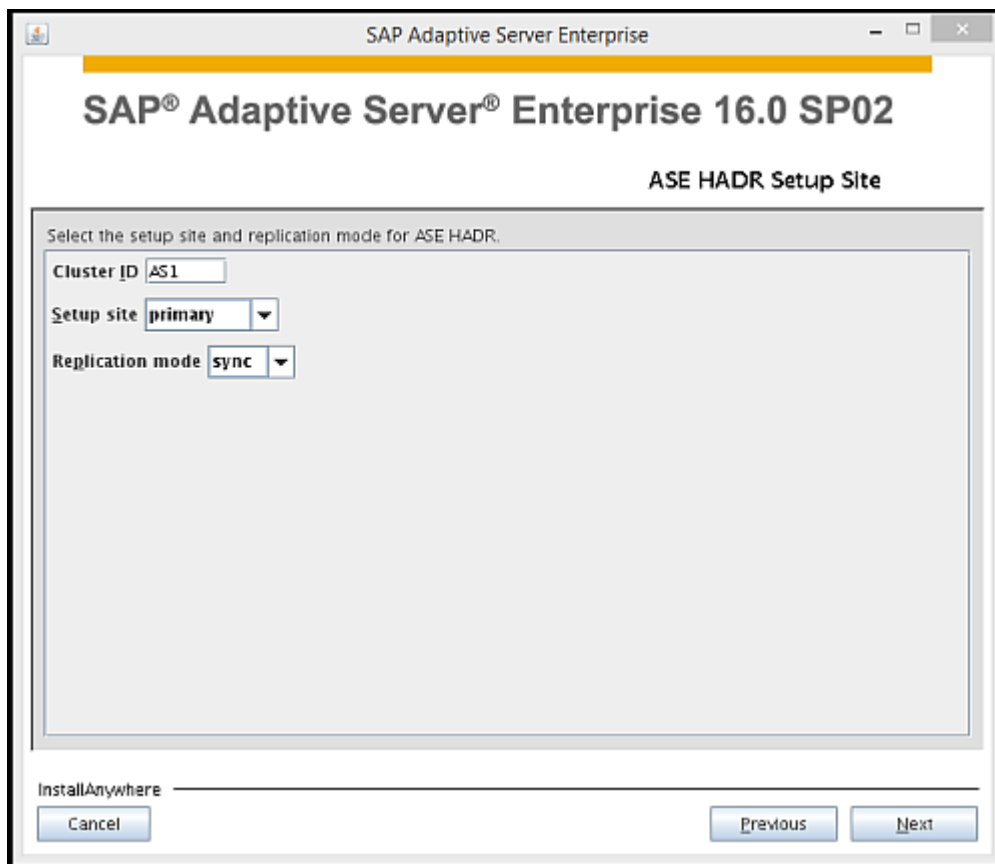 SAP Adaptive Server Enterprise
SAP® Adaptive Server® Enterprise 16.0 SP02
ASE HADR Setup Site
Select the setup site and replication mode for ASE HADR.
Cluster ID AS1
Setup site primary
Replication mode sync
InstallAnywhere
Cancel Previous Next